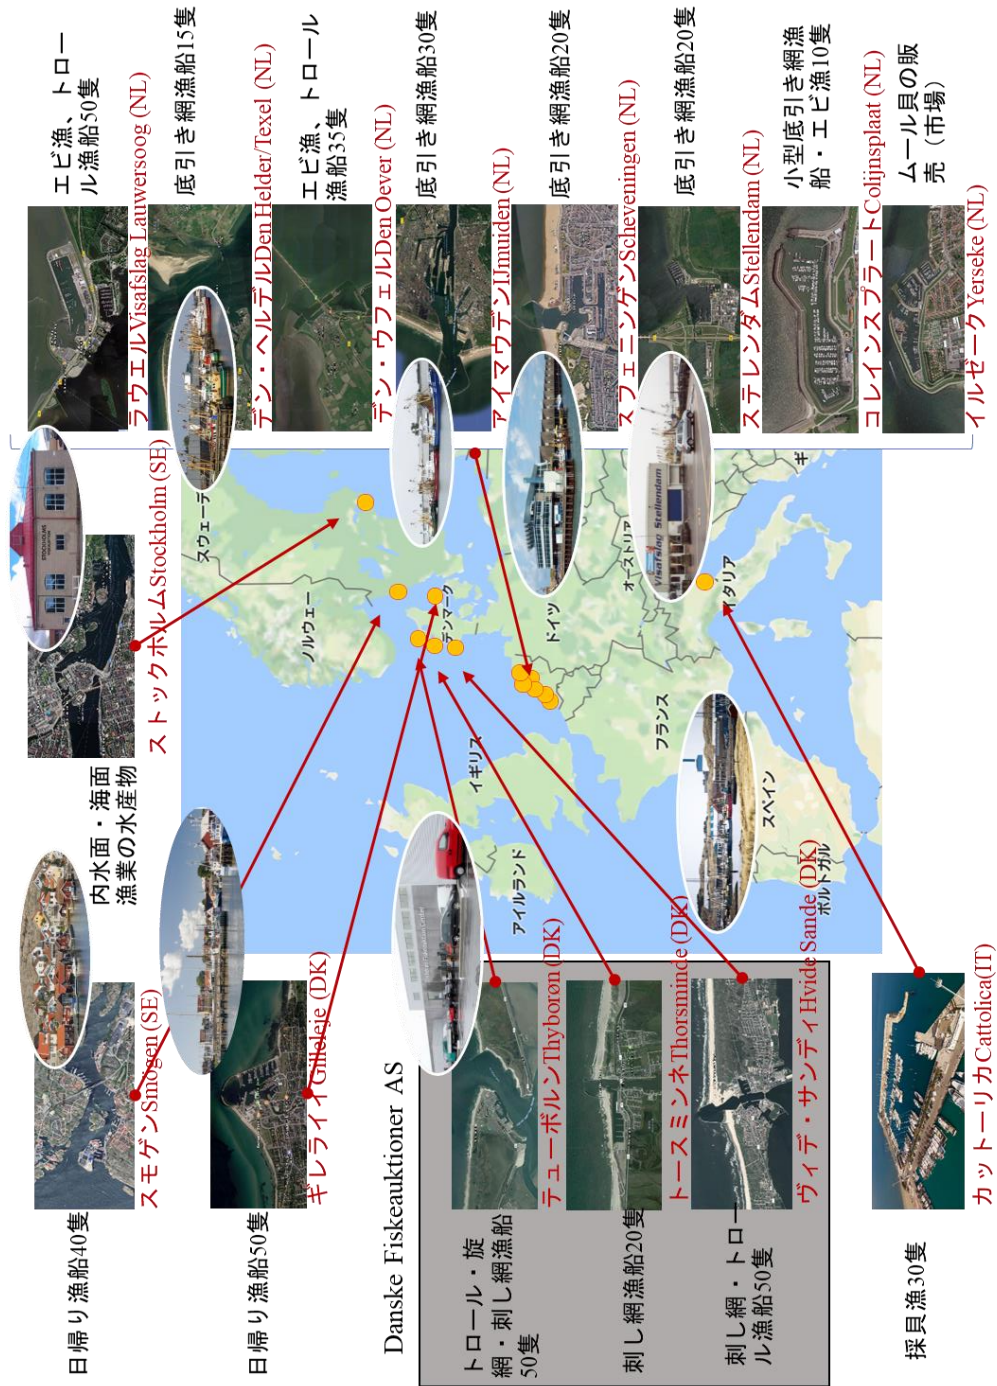 スモゲンSmögen (SE)
日帰り漁船40隻
ストックホルムStockholm (SE)
内水面・海面
漁業の水産物
ギレライイGilleleje (DK)
日帰り漁船50隻
Danske Fiskeauktioner AS
テューボルンThyboron (DK)
トロール・旋
網・刺し網漁船
50隻
トースミンネThorsminde (DK)
刺し網漁船20隻
ヴィデ・サンディHvide Sande (DK)
刺し網・トロー
ル漁船50隻
カットーリカCattolica(IT)
採貝漁30隻
スウェーデ
ノルウェー
デンマーク
イギリス
アイルランド
ドイツ
オーストリア
フランス
イタリア
スペイン
ポルトガル
ギ
STOCKHOLMS
Visafslag Stellendam
ラウエルVisafslag Lauwersoog (NL)
エビ漁、トロー
ル漁船50隻
デン・ヘルデルDen Helder/Texel (NL)
底引き網漁船15隻
デン・ウフェルDen Oever (NL)
エビ漁、トロール
漁船35隻
アイマウデンIJmuiden (NL)
底引き網漁船30隻
スフェニンゲンScheveningen (NL)
底引き網漁船20隻
ステレンダムStellendam (NL)
底引き網漁船20隻
コレインスプラートColijnsplaat (NL)
小型底引き網漁
船・エビ漁10隻
イルゼークYerseke (NL)
ムール貝の販
売（市場）